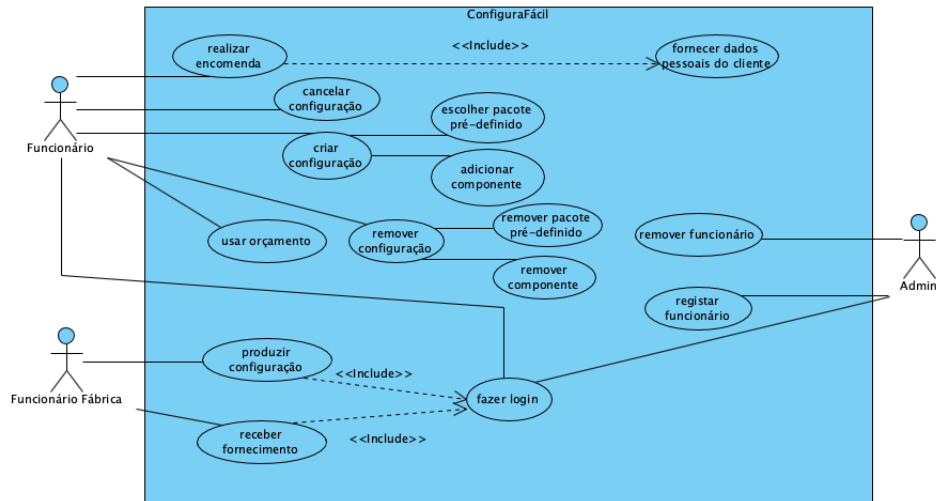 ConfiguraFácil
realizar
encomenda
<<Include>>
fornecer dados
pessoais do cliente
cancelar
configuração
escolher pacote
pré-definido
Funcionário
criar
configuração
adicionar
componente
remover pacote
pré-definido
usar orçamento
remover
configuração
remover funcionário
remover
componente
Admin
registar
funcionário
produzir
configuração
<<Include>>
Funcionário Fábrica
fazer login
receber
fornecimento
<<Include>>